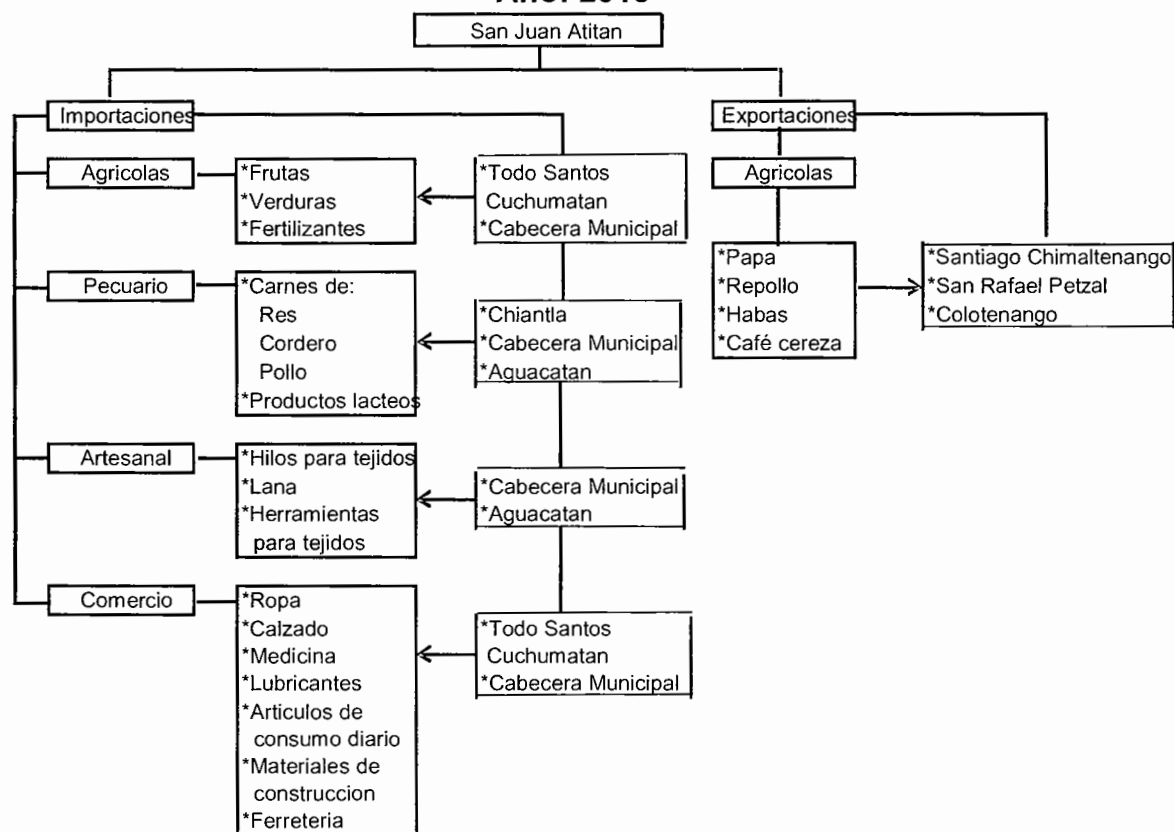 San Juan Atitan
Importaciones
Exportaciones
Agricolas
*Frutas
*Verduras
*Fertilizantes
*Todo Santos
Cuchumatan
*Cabecera Municipal
Agricolas
*Papa
*Repollo
*Habas
*Café cereza
*Santiago Chimaltenango
*San Rafael Petzal
*Colotenango
Pecuario
*Carnes de:
Res
Cordero
Pollo
*Productos lacteos
*Chiantla
*Cabecera Municipal
*Aguacatan
Artesanal
*Hilos para tejidos
*Lana
*Herramientas
para tejidos
*Cabecera Municipal
*Aguacatan
Comercio
*Ropa
*Calzado
*Medicina
*Lubricantes
*Articulos de
consumo diario
*Materiales de
construccion
*Ferreteria
*Todo Santos
Cuchumatan
*Cabecera Municipal